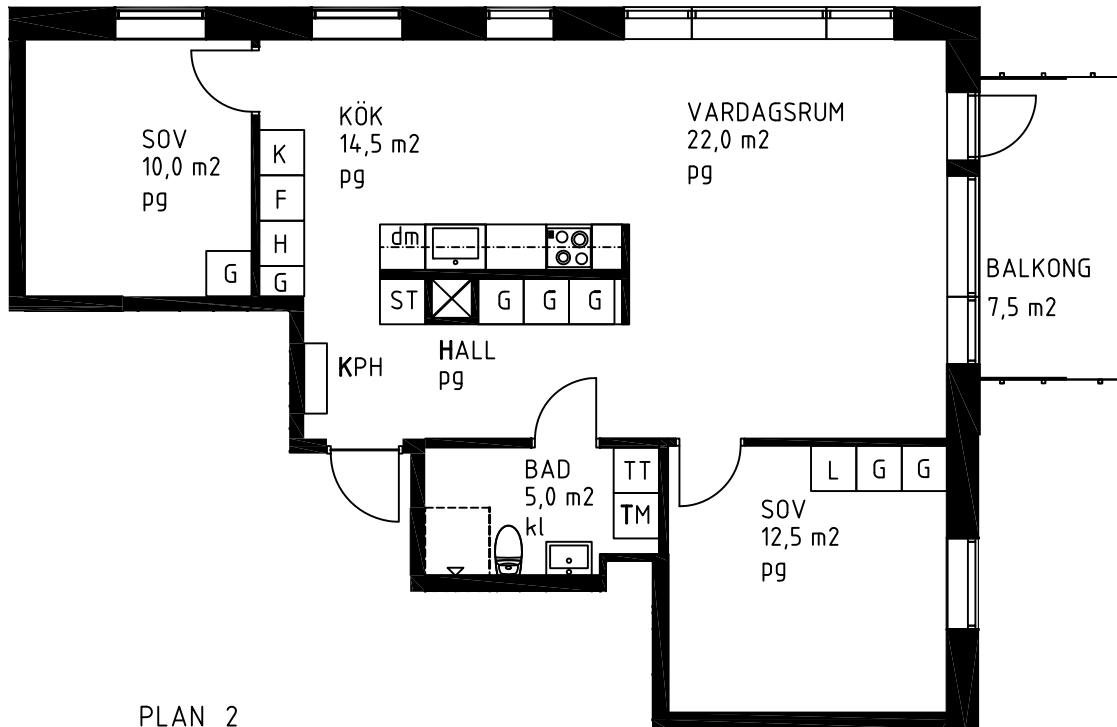 SOV
10,0 m2
pg
K
F
H
G
G
KÖK
14,5 m2
pg
VARDAGSRUM
22,0 m2
pg
dm
ST
G
G
G
BALKONG
7,5 m2
KPH
HALL
pg
BAD
5,0 m2
kl
TT
TM
L
G
G
SOV
12,5 m2
pg
PLAN 2